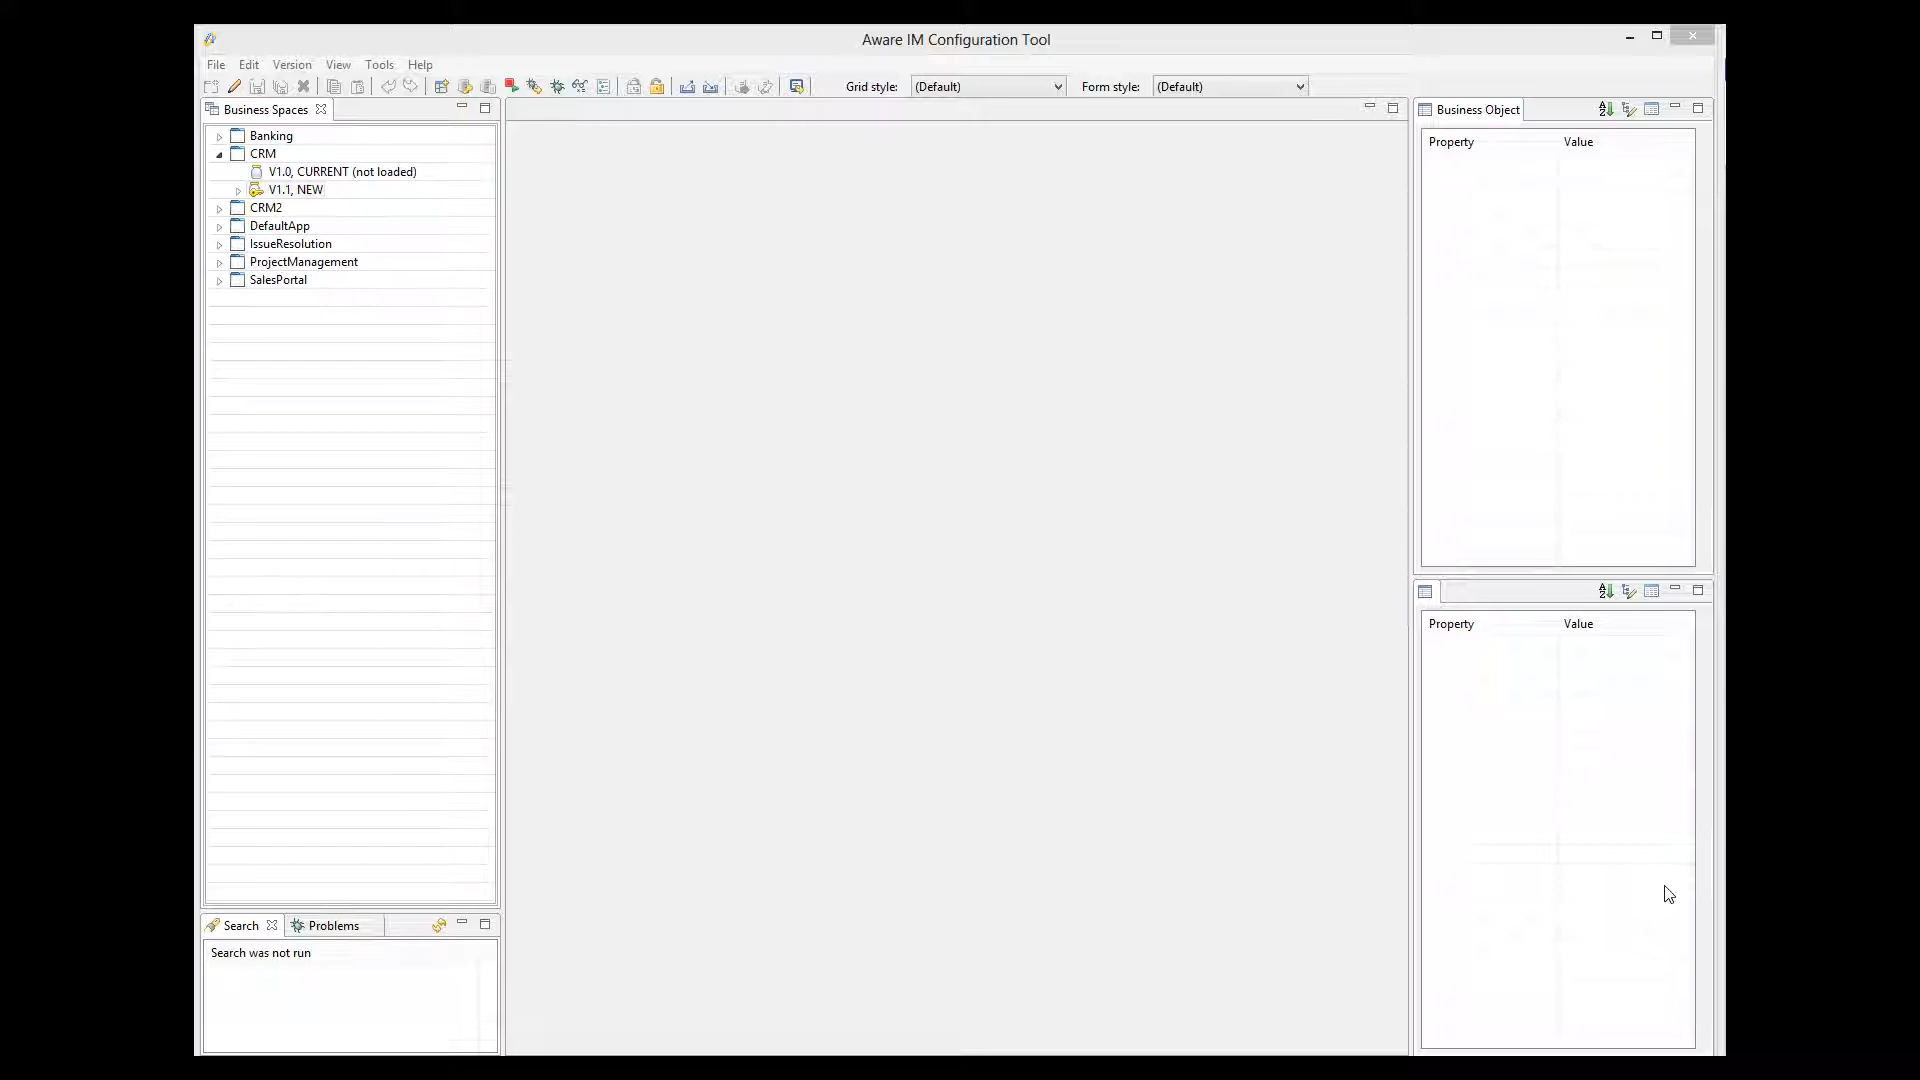 Aware IM Configuration Tool
File Edit Version View Tools Help
Grid style: (Default) Form style: (Default)
Business Spaces
Banking
CRM
V1.0, CURRENT (not loaded)
V1.1, NEW
CRM2
DefaultApp
IssueResolution
ProjectManagement
SalesPortal
Search Problems
Search was not run
Business Object
Property Value
Property Value